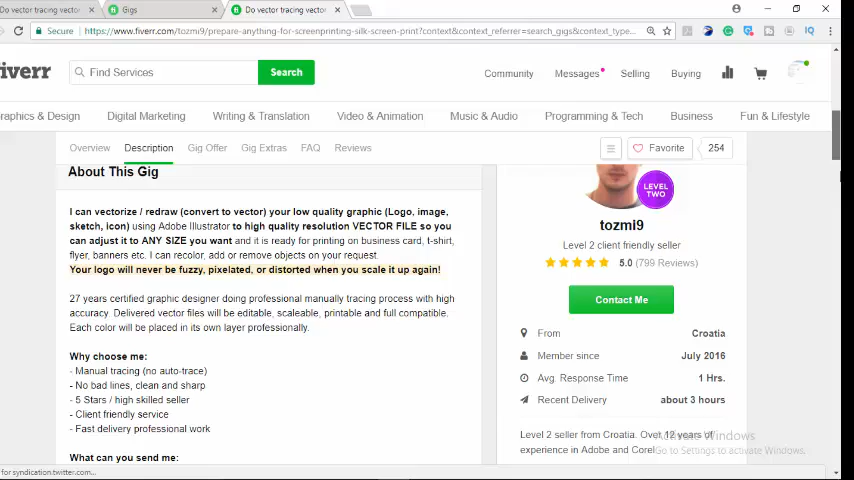 Do vector tracing vector
Gigs
Do vector tracing vector
Secure https://www.fiverr.com/tozmi9/prepare-anything-for-screenprinting-silk-screen-print?context&context_referrer=search_gigs&context_type...
iverr
Find Services
Search
Community
Messages
Selling
Buying
raphics & Design
Digital Marketing
Writing & Translation
Video & Animation
Music & Audio
Programming & Tech
Business
Fun & Lifestyle
Overview
Description
Gig Offer
Gig Extras
FAQ
Reviews
Favorite
254
About This Gig
I can vectorize / redraw (convert to vector) your low quality graphic (Logo, image,
sketch, icon) using Adobe Illustrator to high quality resolution VECTOR FILE so you
can adjust it to ANY SIZE you want and it is ready for printing on business card, t-shirt,
flyer, banners etc. I can recolor, add or remove objects on your request.
Your logo will never be fuzzy, pixelated, or distorted when you scale it up again!
27 years certified graphic designer doing professional manually tracing process with high
accuracy. Delivered vector files will be editable, scaleable, printable and full compatible.
Each color will be placed in its own layer professionally.
Why choose me:
- Manual tracing (no auto-trace)
- No bad lines, clean and sharp
- 5 Stars / high skilled seller
- Client friendly service
- Fast delivery professional work
What can you send me:
LEVEL
TWO
tozmi9
Level 2 client friendly seller
5.0 (799 Reviews)
Contact Me
From Croatia
Member since July 2016
Avg. Response Time 1 Hrs.
Recent Delivery about 3 hours
Level 2 seller from Croatia. Over 12 years of
experience in Adobe and Corel
Activate Windows
Go to Settings to activate Windows.
for syndication.twitter.com...